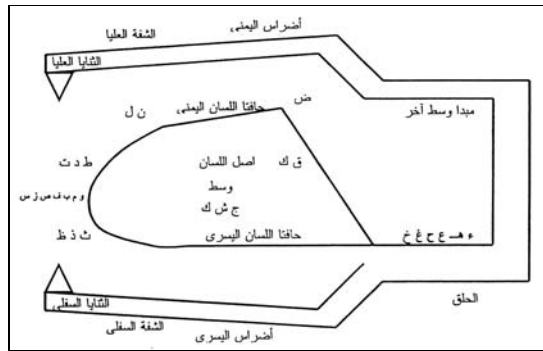 أضراس اليمنى
الشفة العليا
الثنايا العليا
ض
حافتا اللسان اليمنى
ن ل
مبدا وسط آخر
ق ك
اصل اللسان
ط د ت
وسط
و م ب ف ص ز س
ج ش ك
ث ذ ظ
حافتا اللسان اليسرى
ء هـ ع ح غ خ
الحلق
الثنايا السفلى
الشفة السفلى
أضراس اليسرى